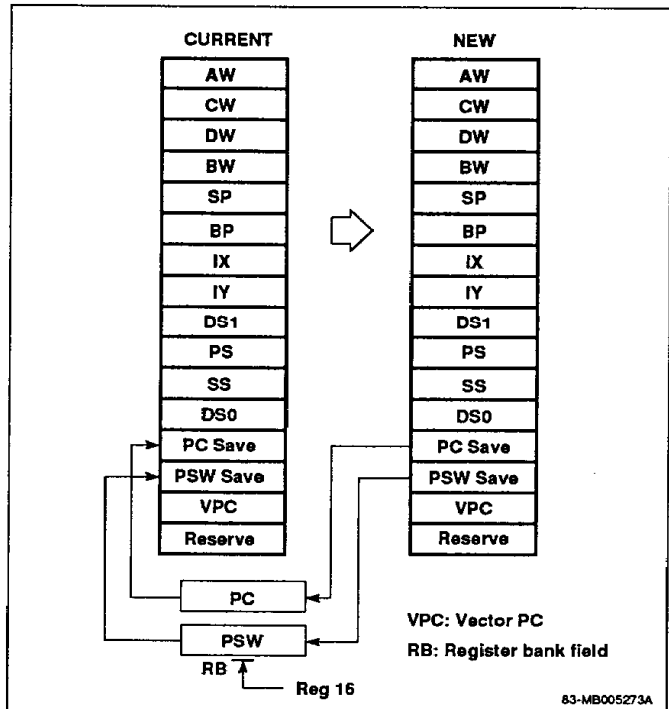 CURRENT
AW
CW
DW
BW
SP
BP
IX
IY
DS1
PS
SS
DS0
PC Save
PSW Save
VPC
Reserve
NEW
AW
CW
DW
BW
SP
BP
IX
IY
DS1
PS
SS
DS0
PC Save
PSW Save
VPC
Reserve
PC
PSW
RB
Reg 16
VPC: Vector PC
RB: Register bank field
83-MB005273A